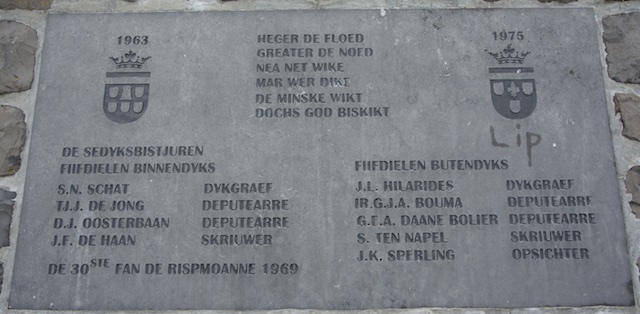 1963
HEGER DE FLOED
GREATER DE NOED
NEA NET WIKE
MAR WER DIKE
DE MINSKE WIKT
DOCHS GOD BISKIKT
1975
Lip
DE SEDYKSBISTJUREN
FIIFDIELEN BINNENDYKS
S.N. SCHAT DYKGRAEF
TJ.J. DE JONG DEPUTEARRE
D.J. OOSTERBAAN DEPUTEARRE
J.F. DE HAAN SKRIUWER
DE 30STE FAN DE RISPMOANNE 1969
FIIFDIELEN BUTENDYKS
J.L. HILARIDES DYKGRAEF
IR.G.J.A. BOUMA DEPUTEARRE
G.E.A. DAANE BOLIER DEPUTEARRE
S. TEN NAPEL SKRIUWER
J.K. SPERLING OPSICHTER